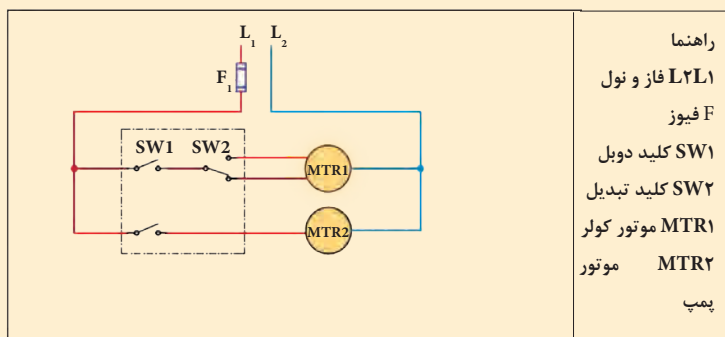 L1 L2
F1
SW1 SW2
MTR1
MTR2
راهنما
L۲L۱ فاز و نول
F فیوز
SW۱ کلید دوبل
SW۲ کلید تبدیل
MTR۱ موتور کولر
MTR۲ موتور
پمپ